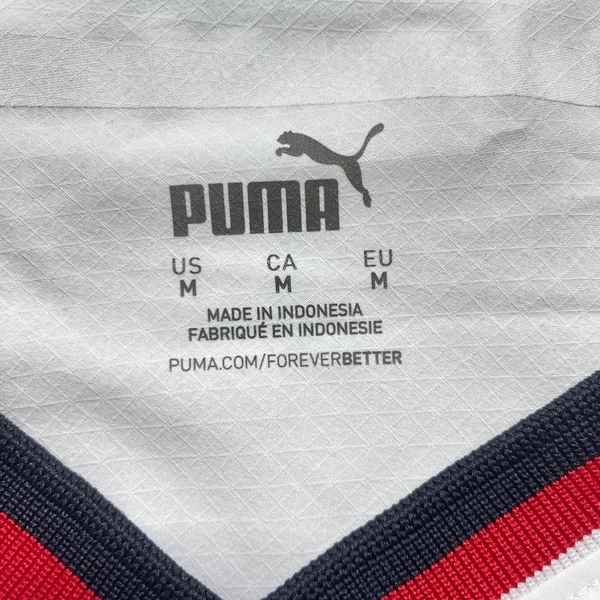 PUMA
US CA EU
M M M
MADE IN INDONESIA
FABRIQUÉ EN INDONESIE
PUMA.COM/FOREVERBETTER